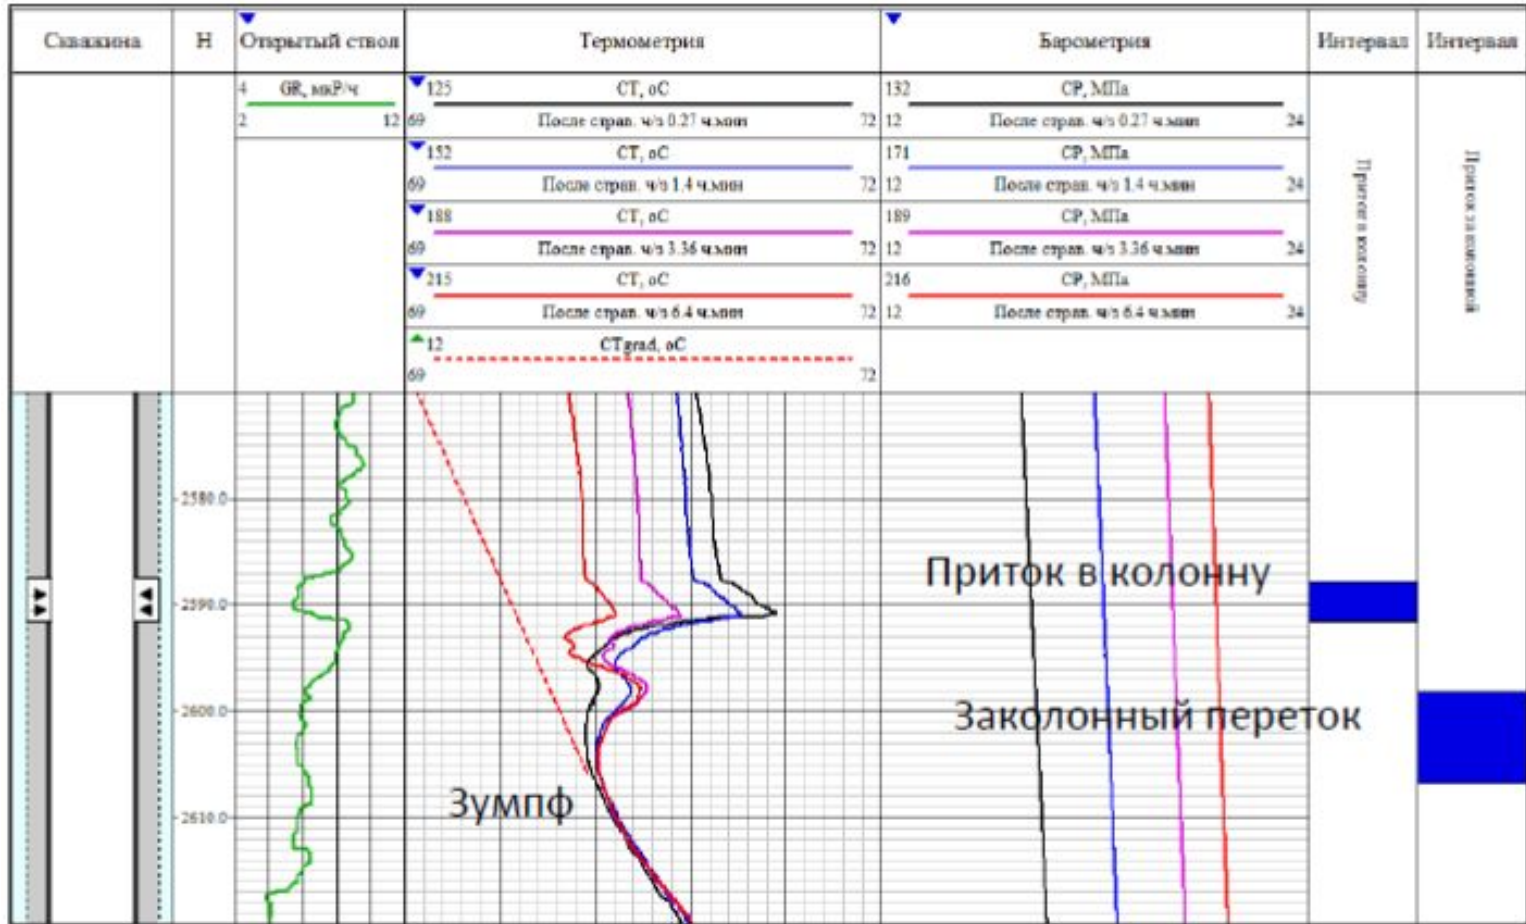 Скважина H Открытый ствол Термометрия Барометрия Интервал Интервал
4 GR, мкР/ч
2 12
125 СТ, оС
69 После страв. ч/з 0.27 ч.мин 72
152 СТ, оС
69 После страв. ч/з 1.4 ч.мин 72
188 СТ, оС
69 После страв. ч/з 3.36 ч.мин 72
215 СТ, оС
69 После страв. ч/з 6.4 ч.мин 72
12 CTgrad, оС
69 72
132 СР, МПа
12 После страв. ч/з 0.27 ч.мин 24
171 СР, МПа
12 После страв. ч/з 1.4 ч.мин 24
189 СР, МПа
12 После страв. ч/з 3.36 ч.мин 24
216 СР, МПа
12 После страв. ч/з 6.4 ч.мин 24
Приток в колонну
Приток за колонной
2580.0
Приток в колонну
2590.0
2600.0
Заколонный переток
Зумпф
2610.0